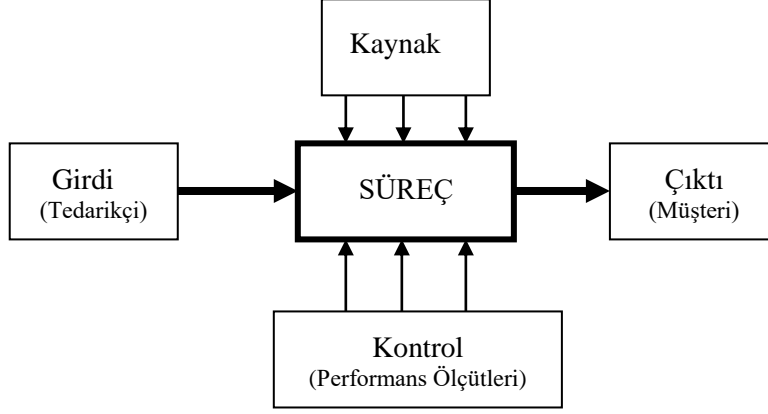 Kaynak
Girdi
(Tedarikçi)
SÜREÇ
Çıktı
(Müşteri)
Kontrol
(Performans Ölçütleri)